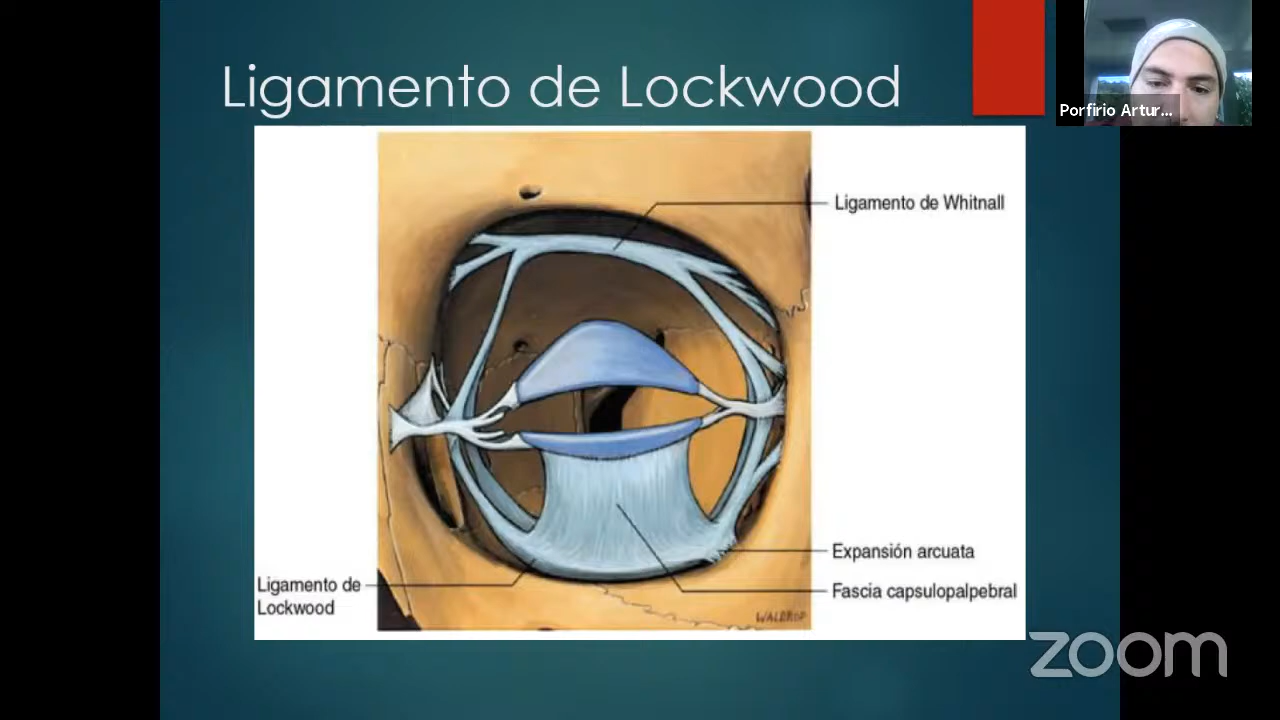 Ligamento de Lockwood
Porfirio Artur...
Ligamento de Whitnall
Expansión arcuata
Fascia capsulopalpebral
Ligamento de
Lockwood
WALDROP
zoom